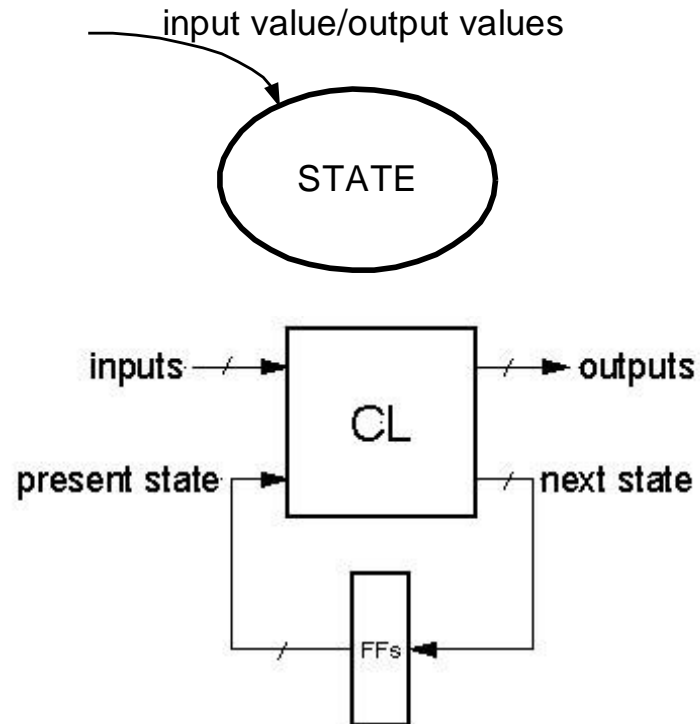 input value/output values
STATE
inputs
outputs
CL
present state
next state
FFs